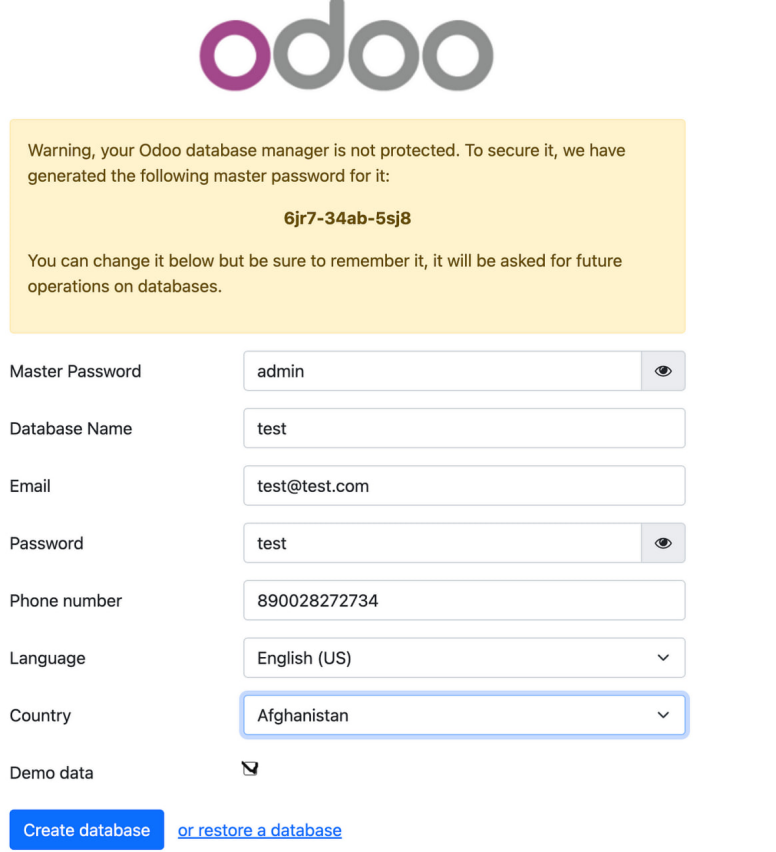 odoo
Warning, your Odoo database manager is not protected. To secure it, we have
generated the following master password for it:
6jr7-34ab-5sj8
You can change it below but be sure to remember it, it will be asked for future
operations on databases.
Master Password admin
Database Name test
Email test@test.com
Password test
Phone number 890028272734
Language English (US)
Country Afghanistan
Demo data
Create database or restore a database